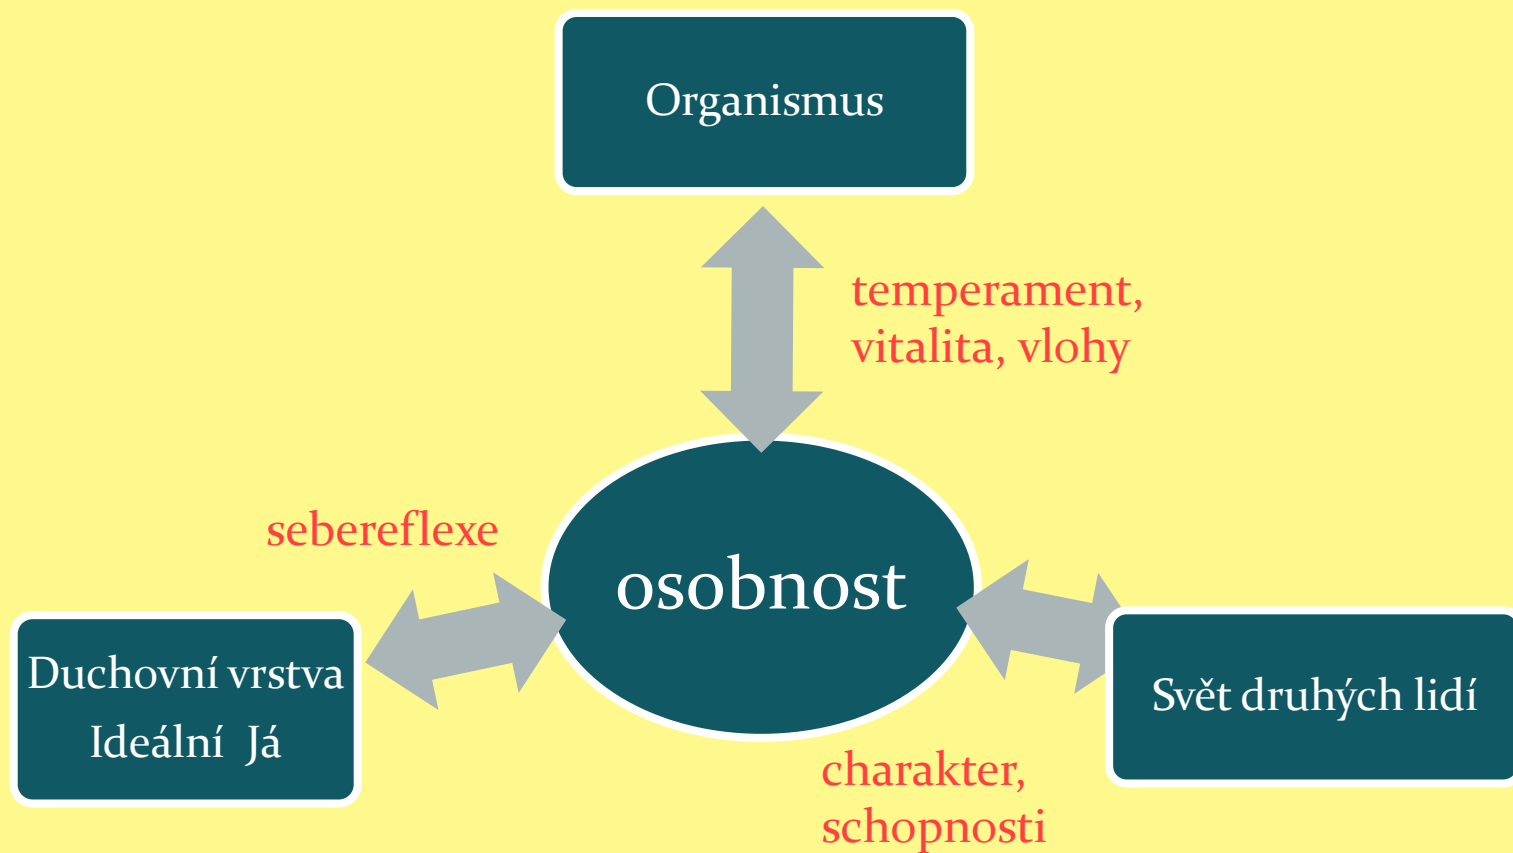 Organismus
temperament,
vitalita, vlohy
sebereflexe
osobnost
Duchovní vrstva
Ideální Já
Svět druhých lidí
charakter,
schopnosti